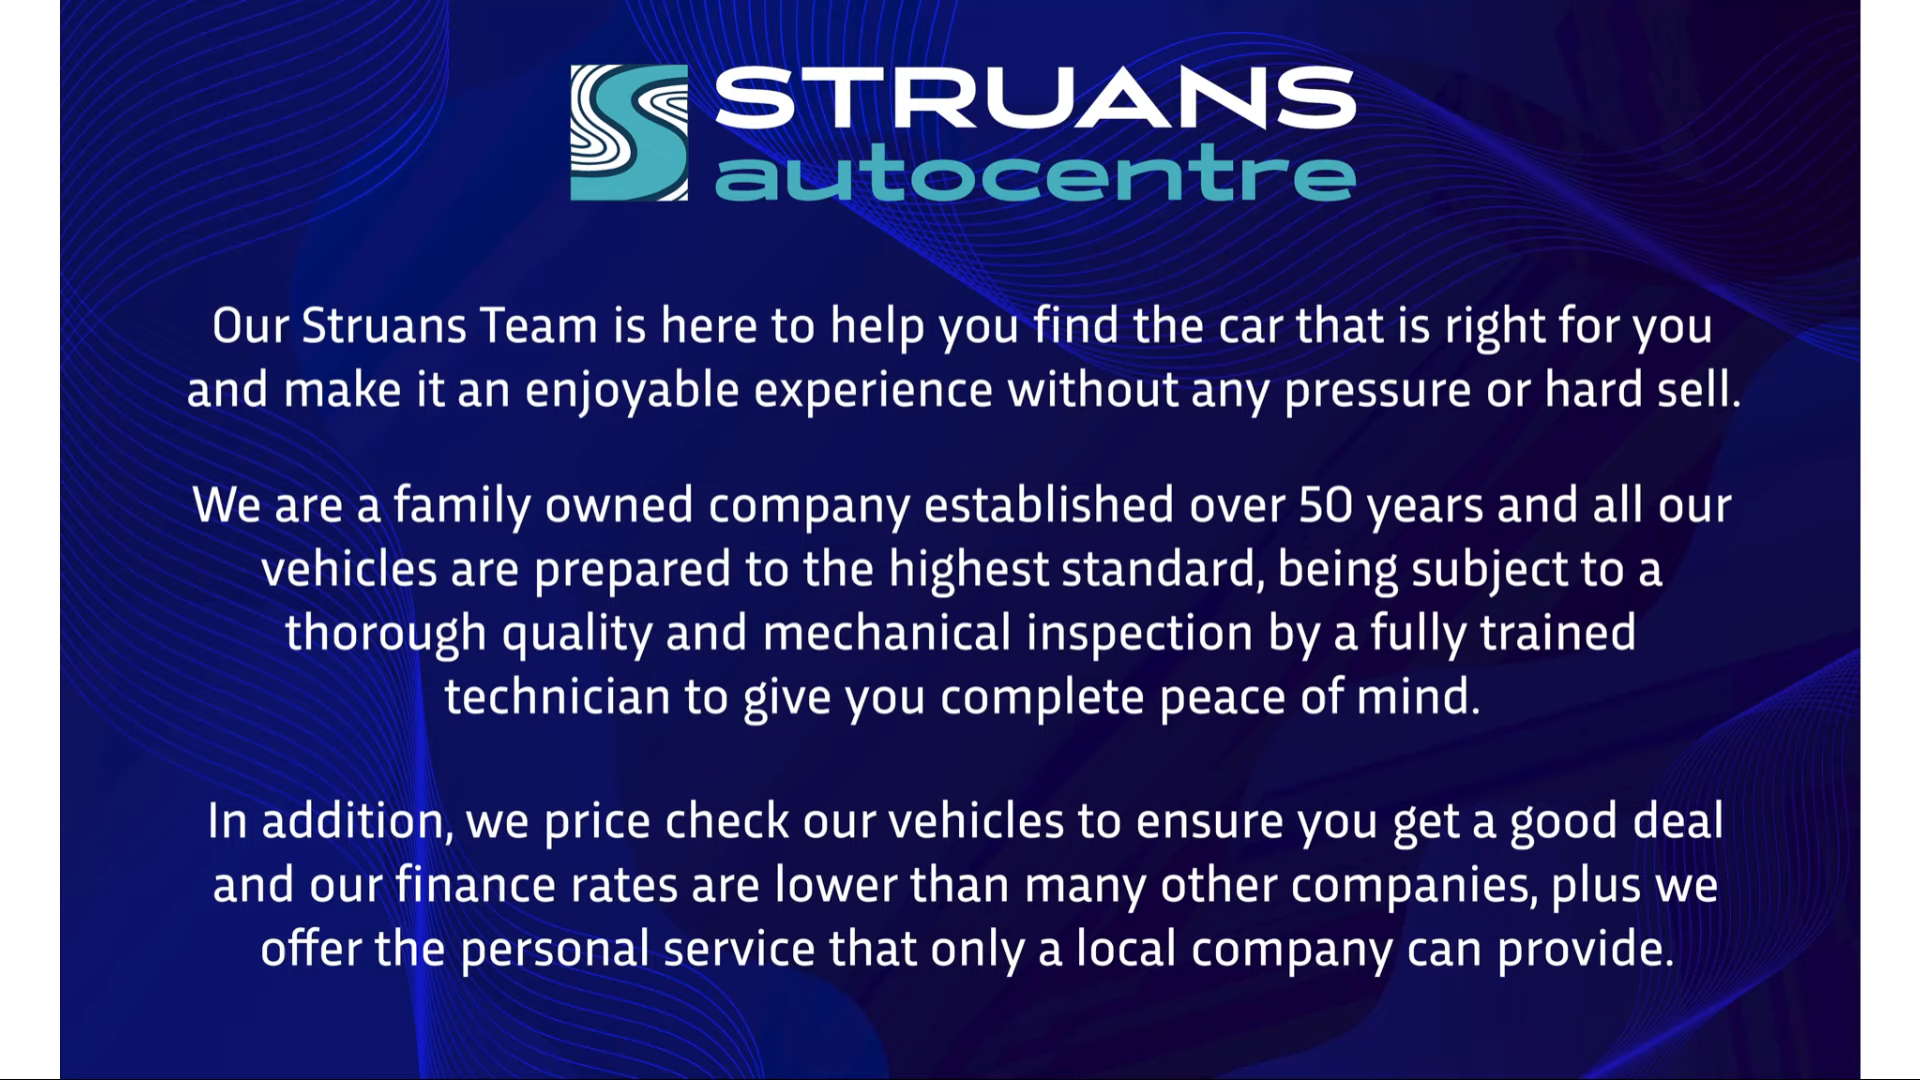 STRUANS
autocentre
Our Struans Team is here to help you find the car that is right for you
and make it an enjoyable experience without any pressure or hard sell.
We are a family owned company established over 50 years and all our
vehicles are prepared to the highest standard, being subject to a
thorough quality and mechanical inspection by a fully trained
technician to give you complete peace of mind.
In addition, we price check our vehicles to ensure you get a good deal
and our finance rates are lower than many other companies, plus we
offer the personal service that only a local company can provide.